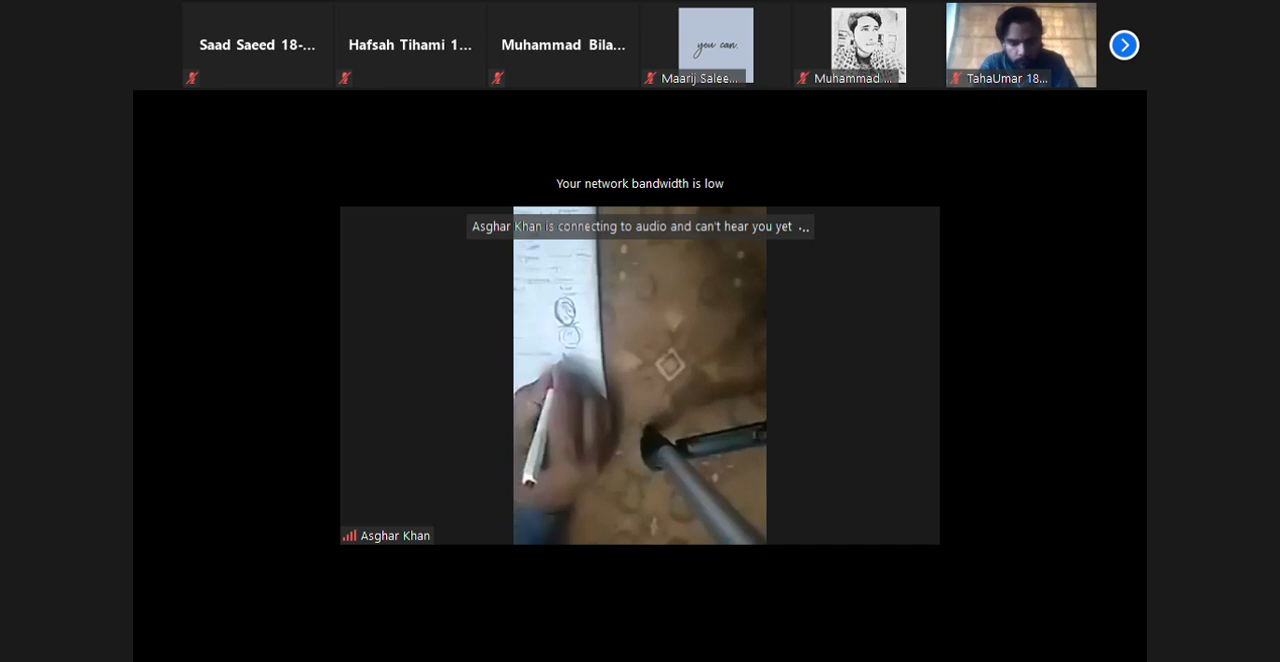 Saad Saeed 18-...
Hafsah Tihami 1...
Muhammad Bila...
you can.
Maarij Salee...
Muhammad ...
TahaUmar 18...
Your network bandwidth is low
Asghar Khan is connecting to audio and can't hear you yet ...
Asghar Khan